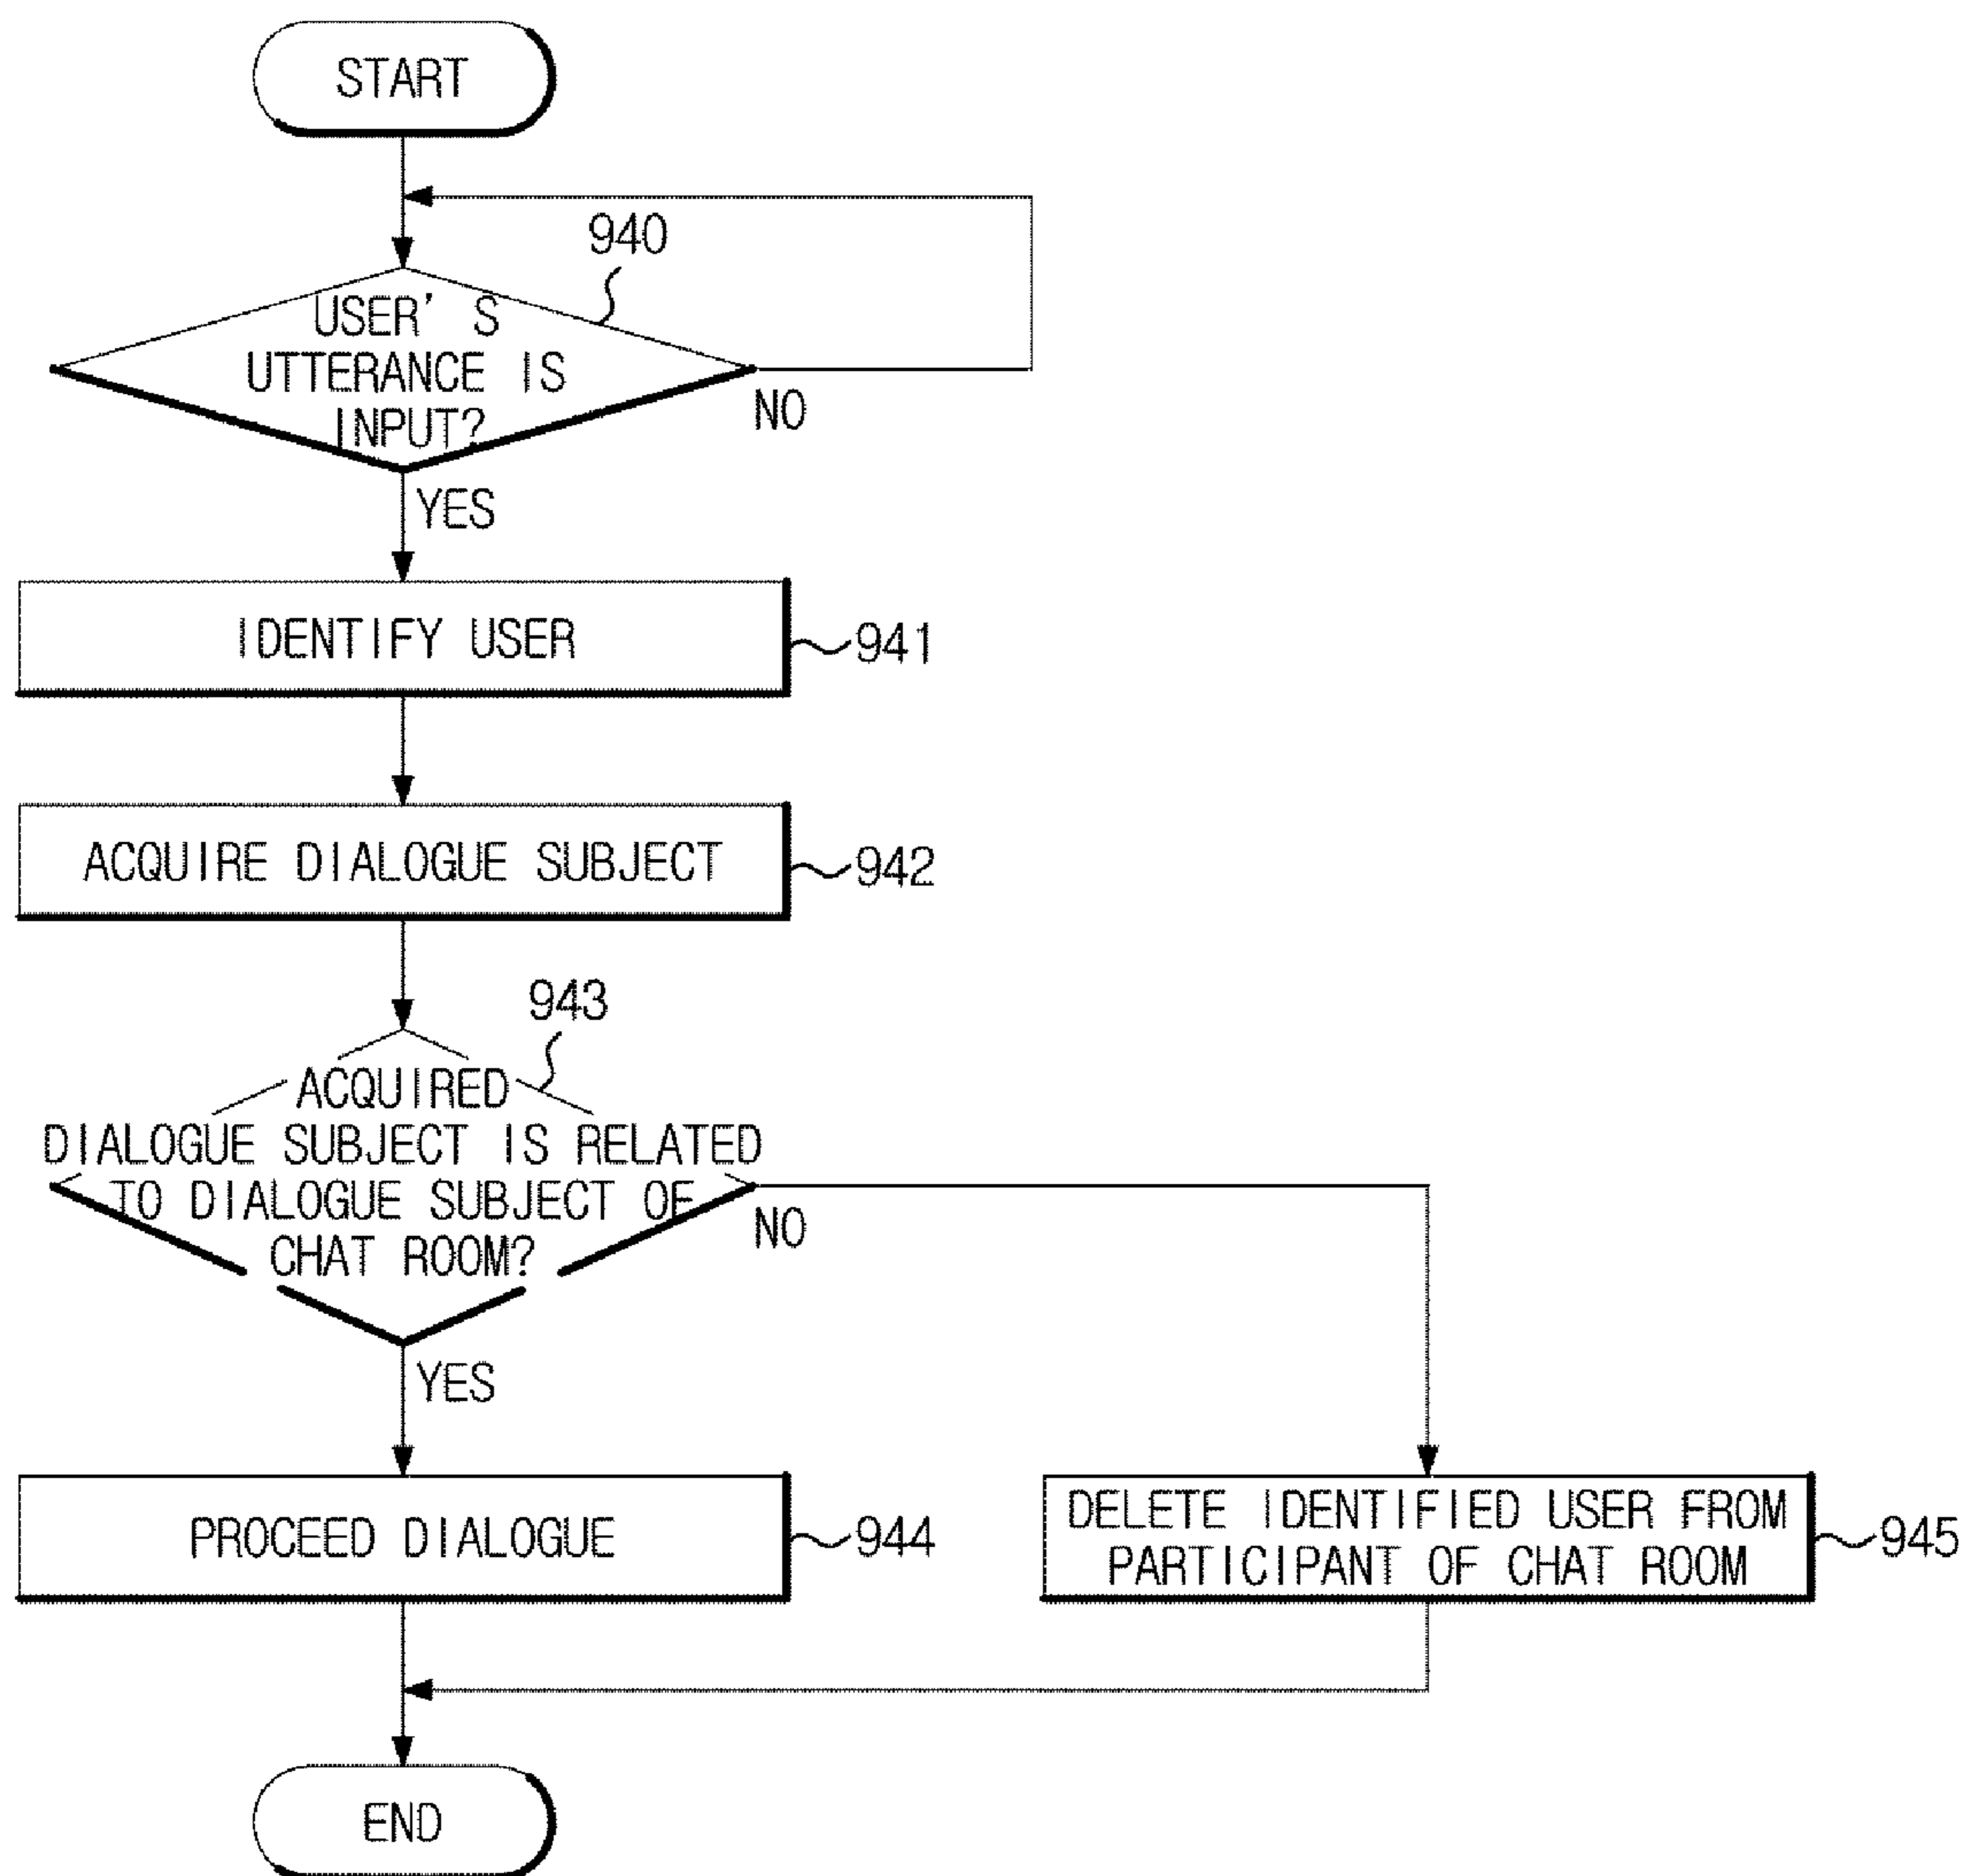 START
940
USER' S
UTTERANCE IS
INPUT?
NO
YES
IDENTIFY USER
941
ACQUIRE DIALOGUE SUBJECT
942
943
ACQUIRED
DIALOGUE SUBJECT IS RELATED
TO DIALOGUE SUBJECT OF
CHAT ROOM?
NO
YES
PROCEED DIALOGUE
944
DELETE IDENTIFIED USER FROM
PARTICIPANT OF CHAT ROOM
945
END